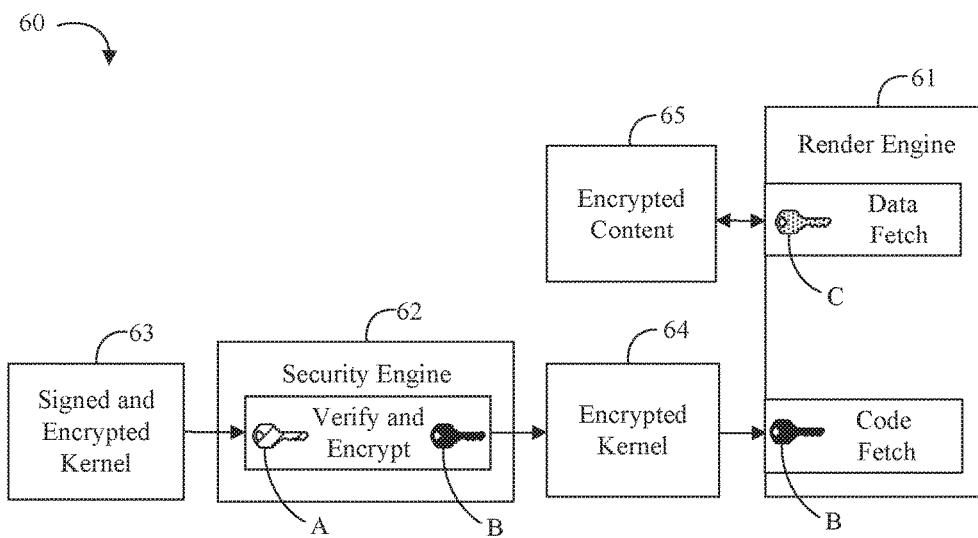 60
61
Render Engine
65
Encrypted
Content
Data
Fetch
C
63
Signed and
Encrypted
Kernel
62
Security Engine
Verify and
Encrypt
A
B
64
Encrypted
Kernel
Code
Fetch
B